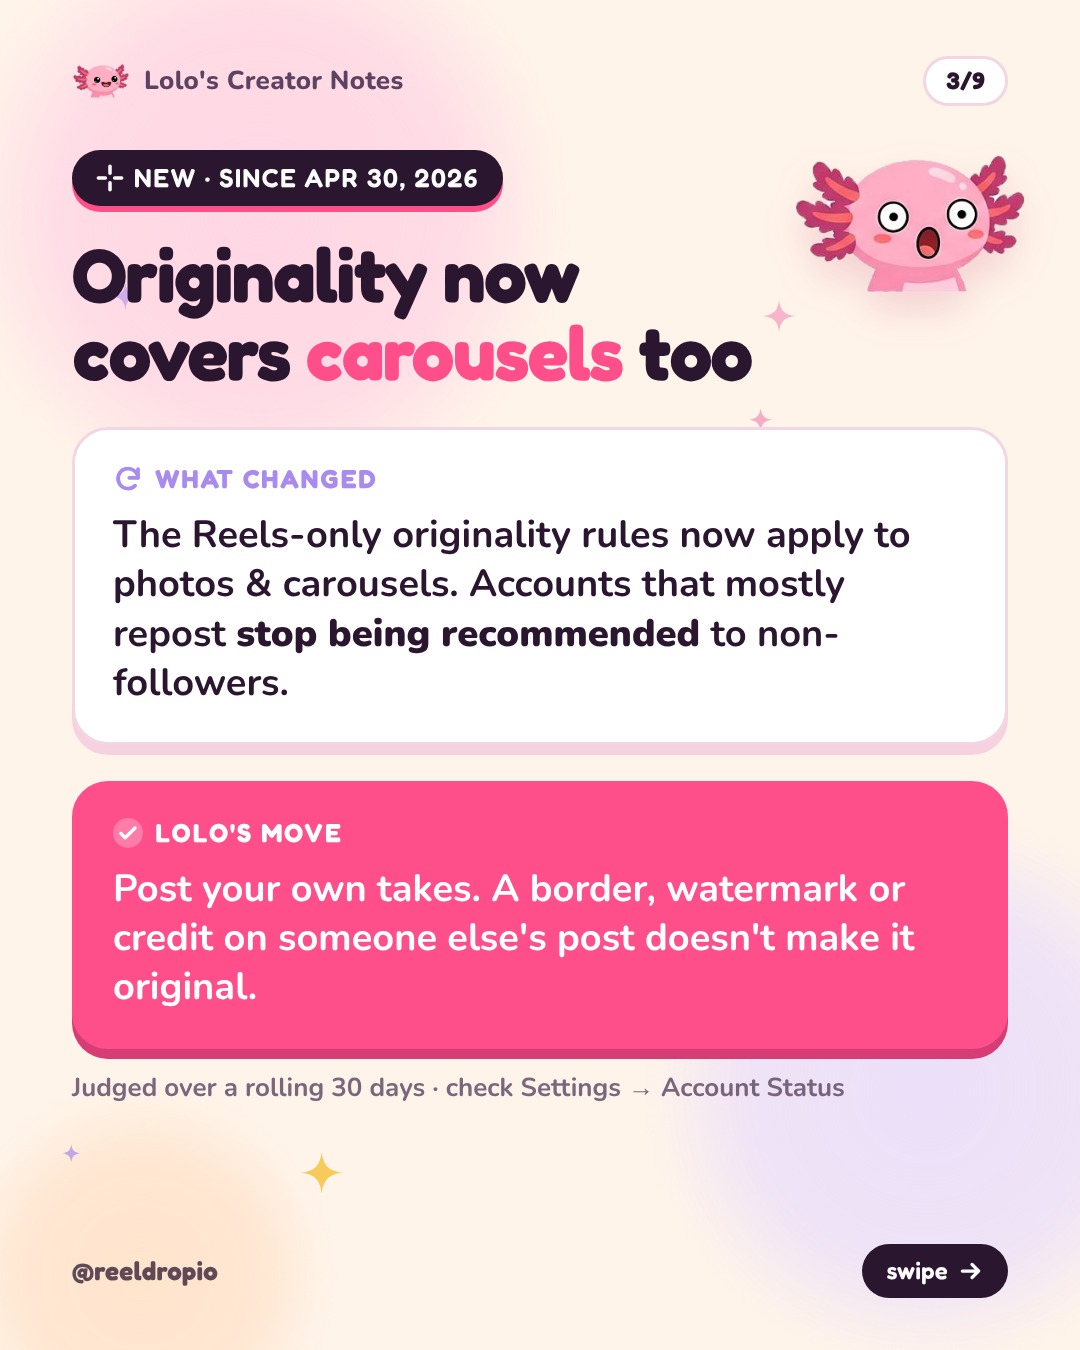 Lolo's Creator Notes
3/9
NEW · SINCE APR 30, 2026
Originality now
covers carousels too
WHAT CHANGED
The Reels-only originality rules now apply to
photos & carousels. Accounts that mostly
repost stop being recommended to non-
followers.
LOLO'S MOVE
Post your own takes. A border, watermark or
credit on someone else's post doesn't make it
original.
Judged over a rolling 30 days · check Settings → Account Status
@reeldropio
swipe →